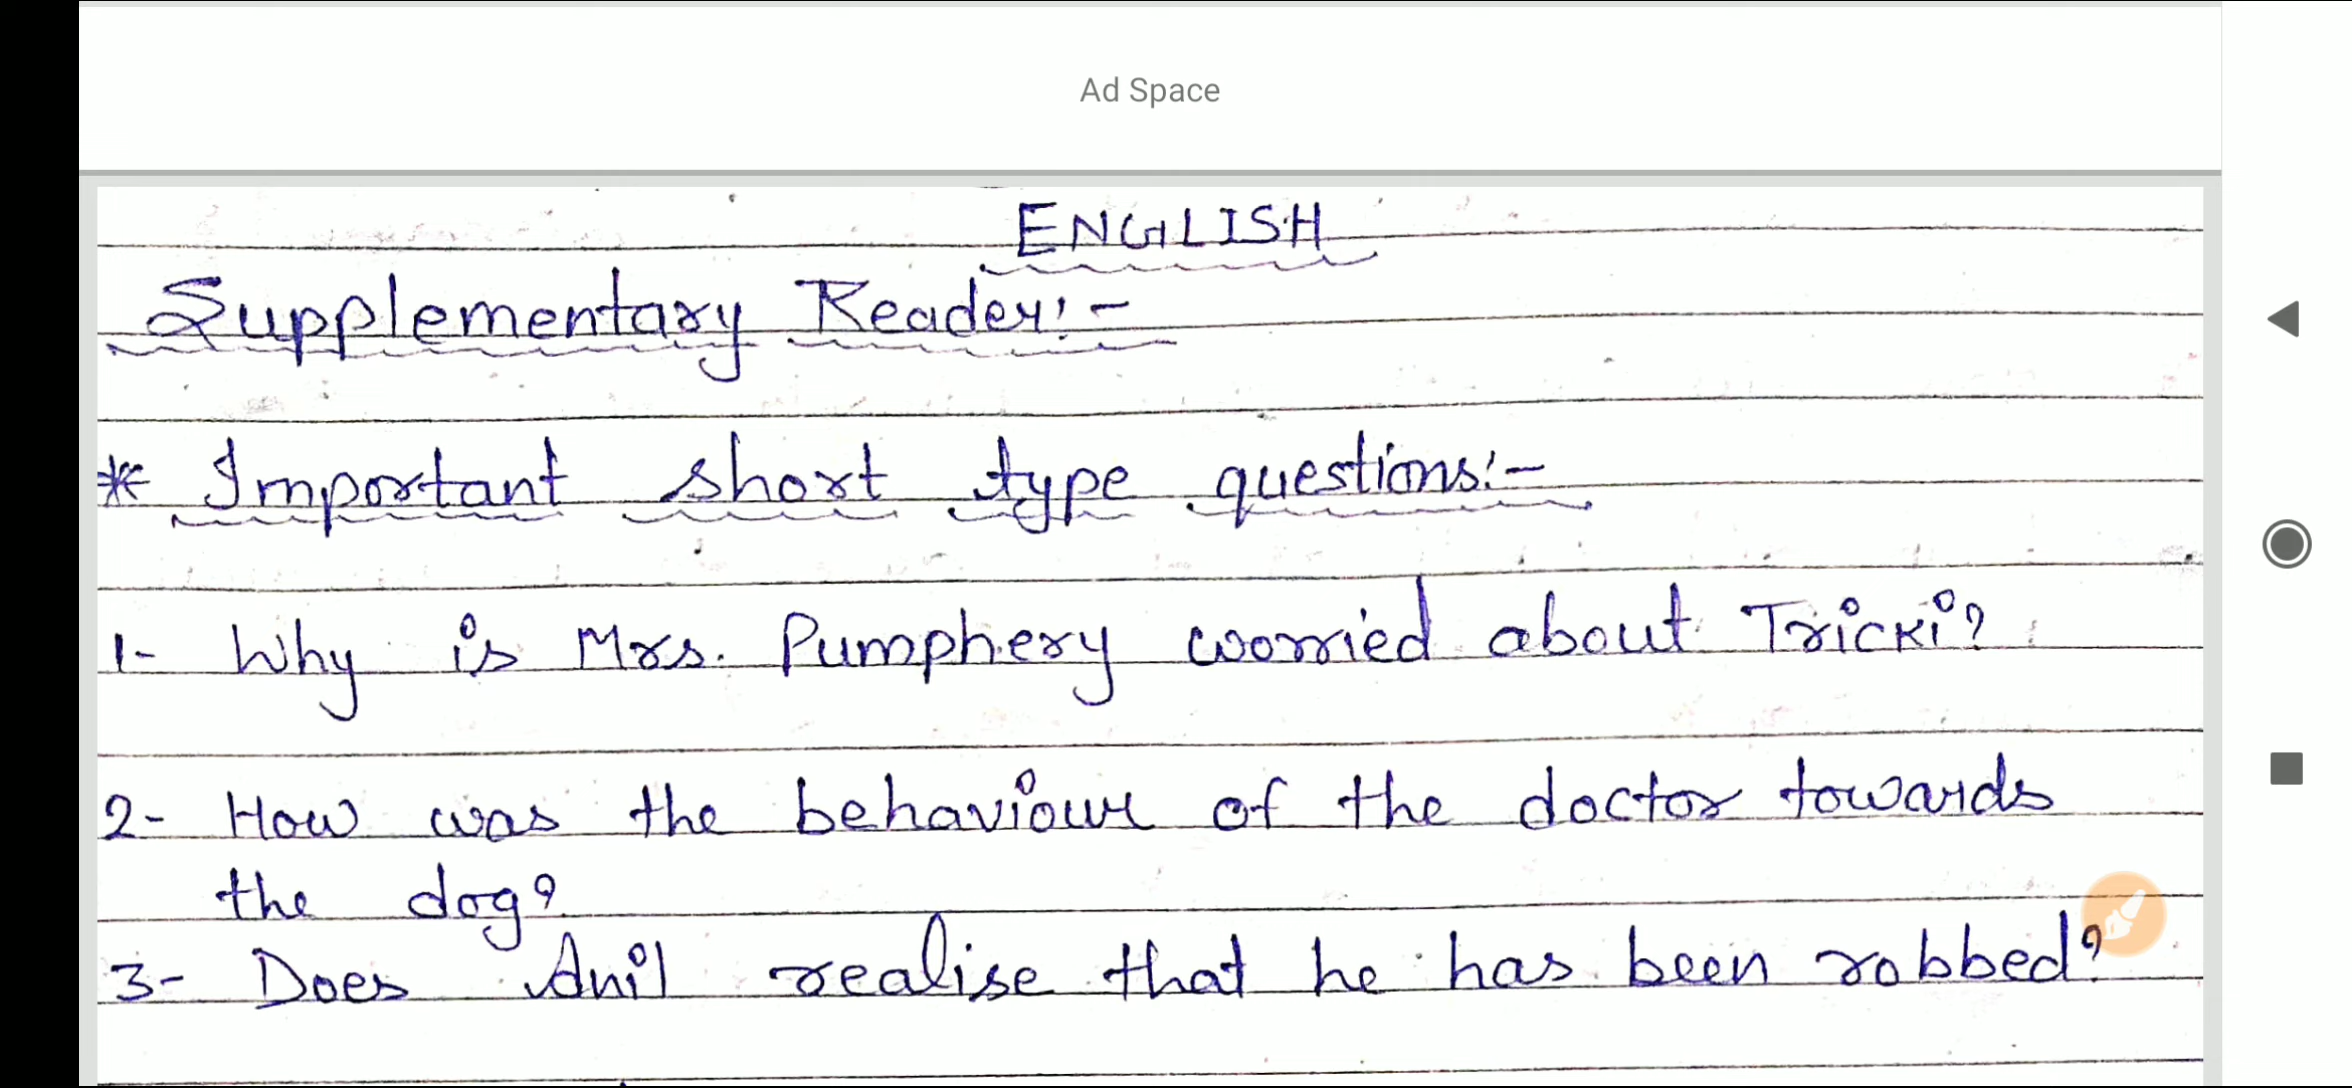 Ad Space
ENGLISH
Supplementary Reader:-
* Important short type questions:-
1- Why is Mrs. Pumphery worried about Tricki?
2- How was the behaviour of the doctor towards
the dog?
3- Does Anil realise that he has been robbed?